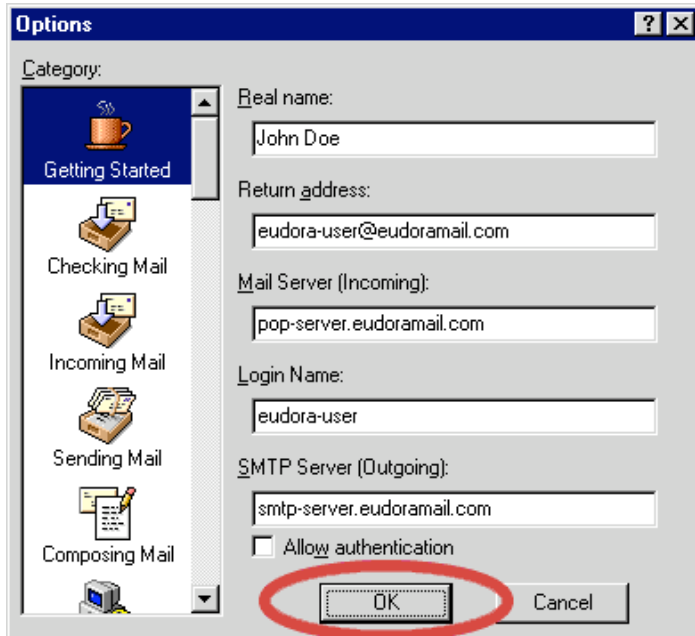 Options
Category:
Getting Started
Checking Mail
Incoming Mail
Sending Mail
Composing Mail
Real name:
John Doe
Return address:
eudora-user@eudoramail.com
Mail Server (Incoming):
pop-server.eudoramail.com
Login Name:
eudora-user
SMTP Server (Outgoing):
smtp-server.eudoramail.com
Allow authentication
OK
Cancel